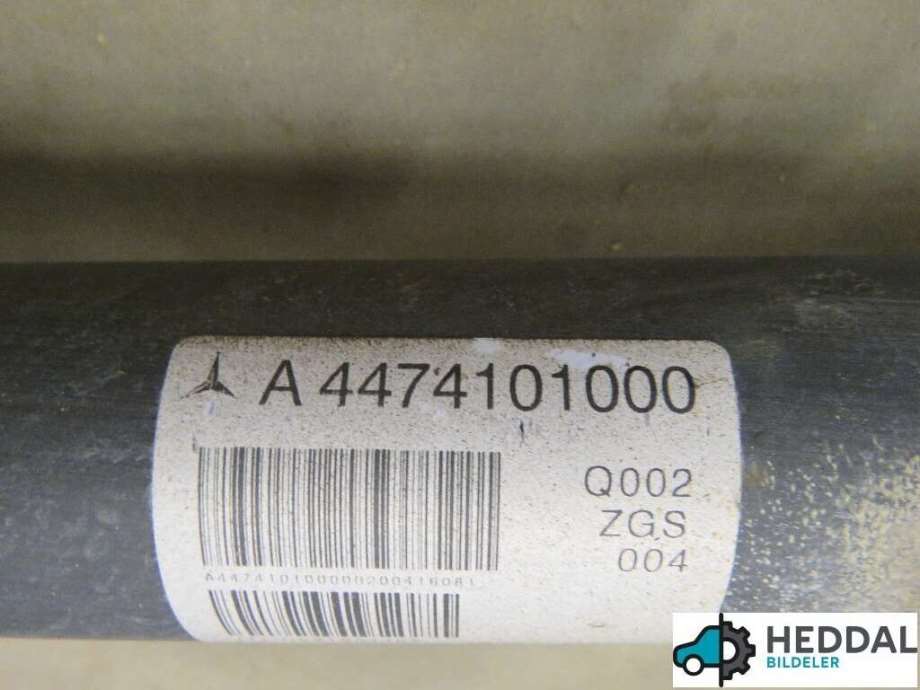 A 4474101000
Q002
ZGS
004
HEDDAL
BILDELER